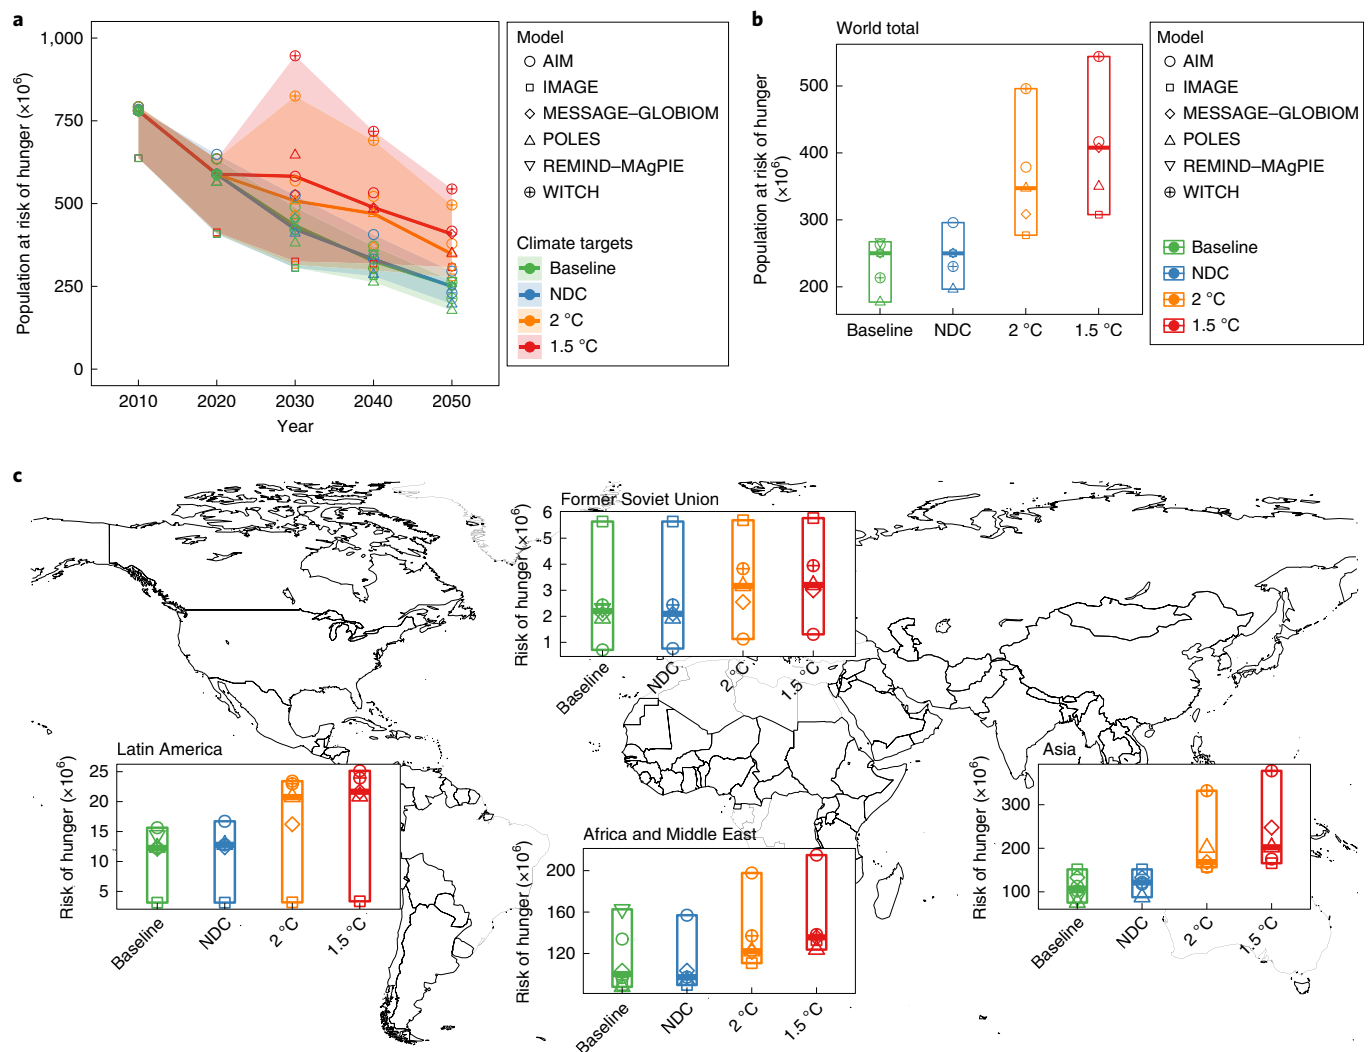 a
Population at risk of hunger (×10⁶)
1,000
750
500
250
0
2010 2020 2030 2040 2050
Year
Model
AIM
IMAGE
MESSAGE–GLOBIOM
POLES
REMIND–MAgPIE
WITCH
Climate targets
Baseline
NDC
2 °C
1.5 °C
b
World total
Population at risk of hunger
(×10⁶)
500
400
300
200
Baseline NDC 2 °C 1.5 °C
Model
AIM
IMAGE
MESSAGE–GLOBIOM
POLES
REMIND–MAgPIE
WITCH
Baseline
NDC
2 °C
1.5 °C
c
Former Soviet Union
Risk of hunger (×10⁶)
6
5
4
3
2
1
Baseline NDC 2 °C 1.5 °C
Latin America
Risk of hunger (×10⁶)
25
20
15
10
5
Baseline NDC 2 °C 1.5 °C
Africa and Middle East
Risk of hunger (×10⁶)
200
160
120
Baseline NDC 2 °C 1.5 °C
Asia
Risk of hunger (×10⁶)
300
200
100
Baseline NDC 2 °C 1.5 °C